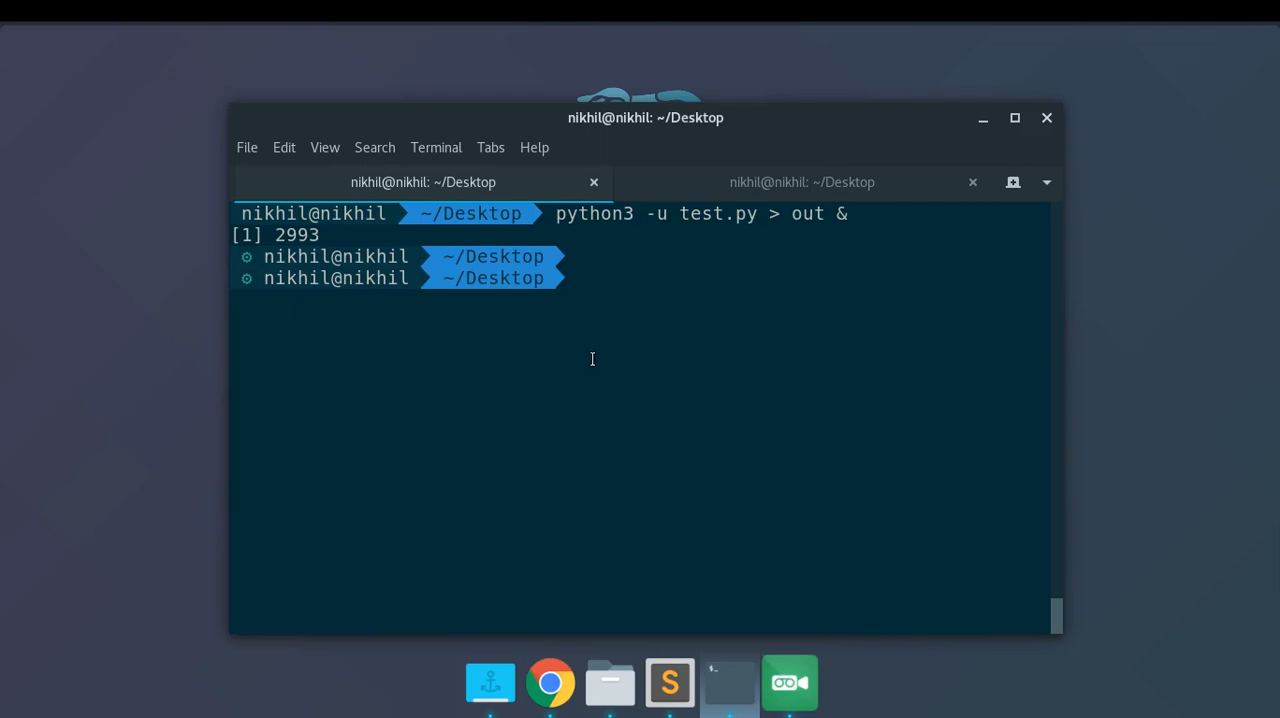 nikhil@nikhil: ~/Desktop
File Edit View Search Terminal Tabs Help
nikhil@nikhil: ~/Desktop nikhil@nikhil: ~/Desktop
nikhil@nikhil ~/Desktop python3 -u test.py > out &
[1] 2993
nikhil@nikhil ~/Desktop
nikhil@nikhil ~/Desktop
S
$_